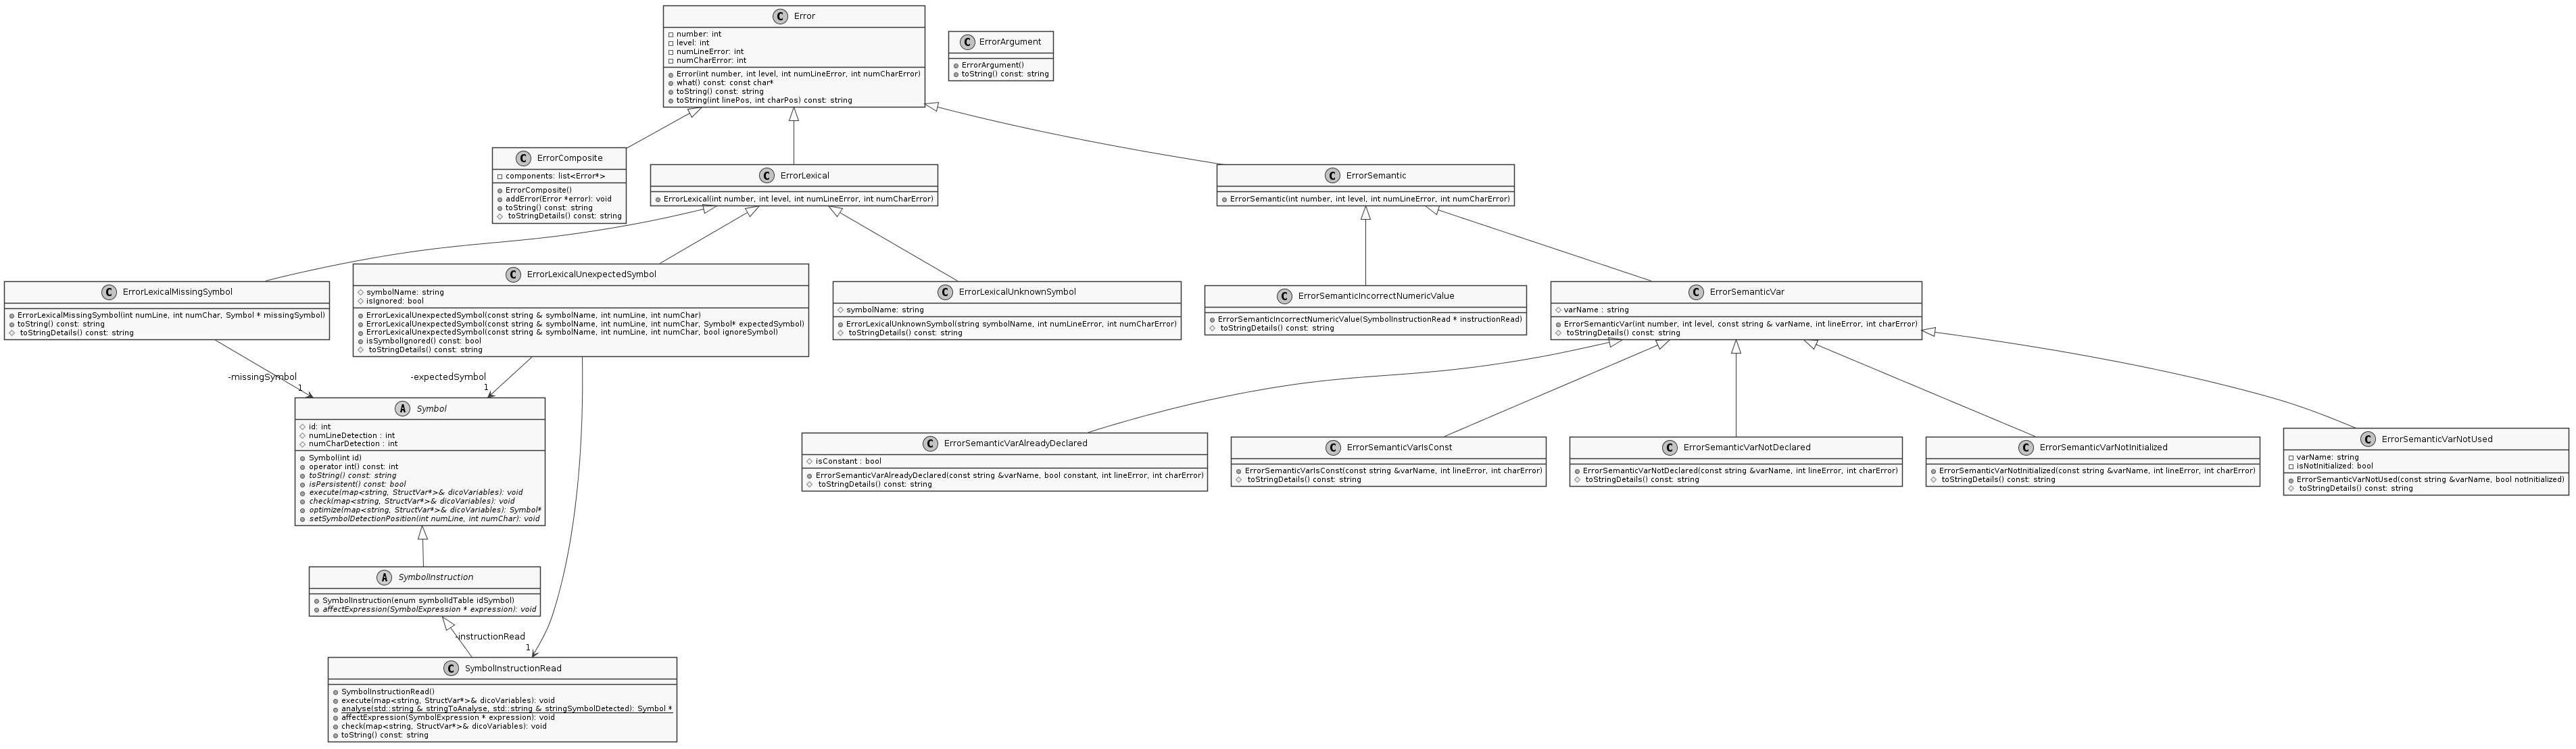 C Error
number: int
level: int
numLineError: int
numCharError: int
Error(int number, int level, int numLineError, int numCharError)
what() const: const char*
toString() const: string
toString(int linePos, int charPos) const: string
C ErrorArgument
ErrorArgument()
toString() const: string
C ErrorComposite
components: list<Error*>
ErrorComposite()
addError(Error *error): void
toString() const: string
toStringDetails() const: string
C ErrorLexical
ErrorLexical(int number, int level, int numLineError, int numCharError)
C ErrorSemantic
ErrorSemantic(int number, int level, int numLineError, int numCharError)
C ErrorLexicalMissingSymbol
ErrorLexicalMissingSymbol(int numLine, int numChar, Symbol * missingSymbol)
toString() const: string
toStringDetails() const: string
C ErrorLexicalUnexpectedSymbol
symbolName: string
isIgnored: bool
ErrorLexicalUnexpectedSymbol(const string & symbolName, int numLine, int numChar)
ErrorLexicalUnexpectedSymbol(const string & symbolName, int numLine, int numChar, Symbol* expectedSymbol)
ErrorLexicalUnexpectedSymbol(const string & symbolName, int numLine, int numChar, bool ignoreSymbol)
isSymbolIgnored() const: bool
toStringDetails() const: string
C ErrorLexicalUnknownSymbol
symbolName: string
ErrorLexicalUnknownSymbol(string symbolName, int numLineError, int numCharError)
toStringDetails() const: string
C ErrorSemanticIncorrectNumericValue
ErrorSemanticIncorrectNumericValue(SymbolInstructionRead * instructionRead)
toStringDetails() const: string
C ErrorSemanticVar
varName : string
ErrorSemanticVar(int number, int level, const string & varName, int lineError, int charError)
toStringDetails() const: string
-missingSymbol
1
-expectedSymbol
1
A Symbol
id: int
numLineDetection : int
numCharDetection : int
Symbol(int id)
operator int() const: int
toString() const: string
isPersistent() const: bool
execute(map<string, StructVar*>& dicoVariables): void
check(map<string, StructVar*>& dicoVariables): void
optimize(map<string, StructVar*>& dicoVariables): Symbol*
setSymbolDetectionPosition(int numLine, int numChar): void
C ErrorSemanticVarAlreadyDeclared
isConstant : bool
ErrorSemanticVarAlreadyDeclared(const string &varName, bool constant, int lineError, int charError)
toStringDetails() const: string
C ErrorSemanticVarIsConst
ErrorSemanticVarIsConst(const string &varName, int lineError, int charError)
toStringDetails() const: string
C ErrorSemanticVarNotDeclared
ErrorSemanticVarNotDeclared(const string &varName, int lineError, int charError)
toStringDetails() const: string
C ErrorSemanticVarNotInitialized
ErrorSemanticVarNotInitialized(const string &varName, int lineError, int charError)
toStringDetails() const: string
C ErrorSemanticVarNotUsed
varName: string
isNotInitialized: bool
ErrorSemanticVarNotUsed(const string &varName, bool notInitialized)
toStringDetails() const: string
A SymbolInstruction
SymbolInstruction(enum symbolIdTable idSymbol)
affectExpression(SymbolExpression * expression): void
-instructionRead
1
C SymbolInstructionRead
SymbolInstructionRead()
execute(map<string, StructVar*>& dicoVariables): void
analyse(std::string & stringToAnalyse, std::string & stringSymbolDetected): Symbol *
affectExpression(SymbolExpression * expression): void
check(map<string, StructVar*>& dicoVariables): void
toString() const: string